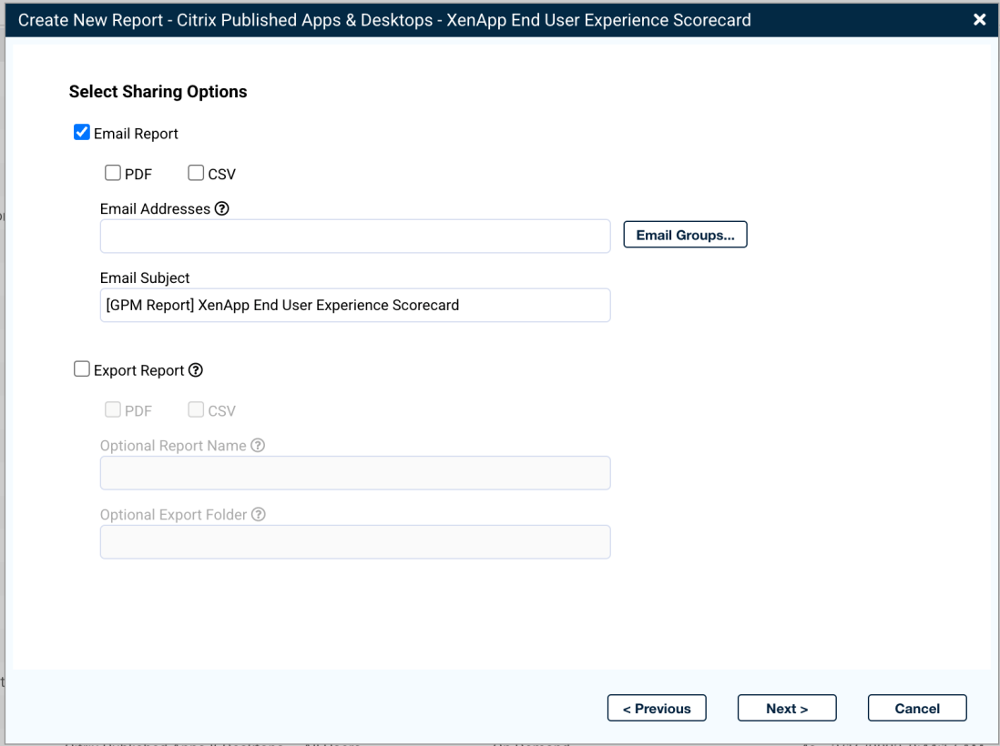 Create New Report - Citrix Published Apps & Desktops - XenApp End User Experience Scorecard
Select Sharing Options
Email Report
PDF CSV
Email Addresses
Email Groups...
Email Subject
[GPM Report] XenApp End User Experience Scorecard
Export Report
PDF CSV
Optional Report Name
Optional Export Folder
< Previous Next > Cancel